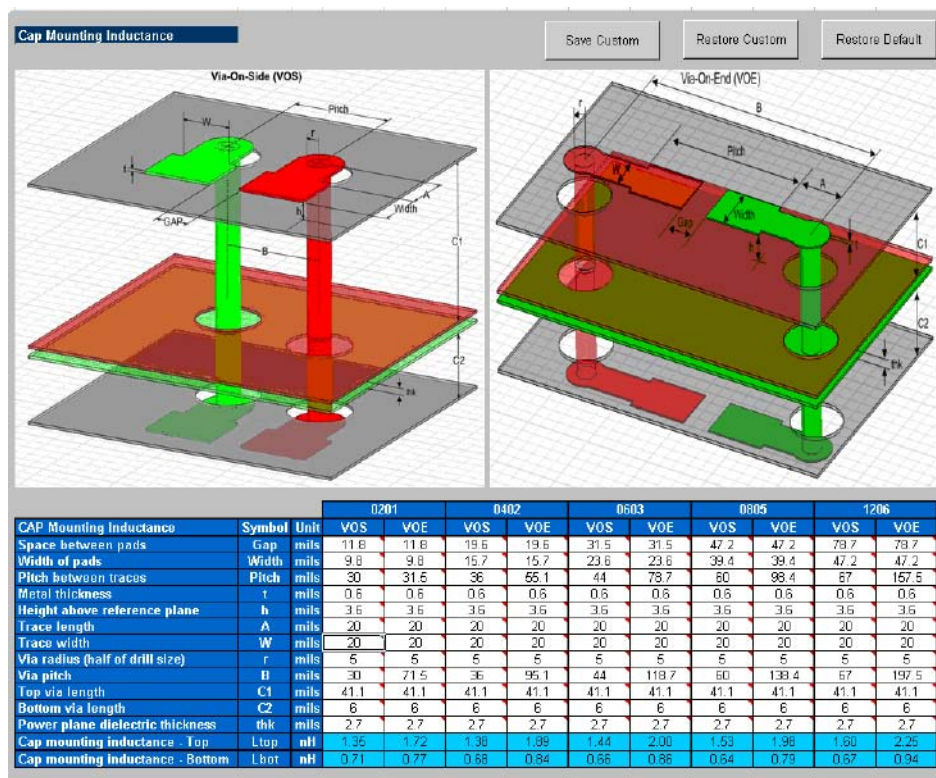 Cap Mounting Inductance
Save Custom
Restore Custom
Restore Default
Via-On-Side (VOS)
Pitch
W
r
t
A
h
Width
GAP
B
C1
C2
thk
Via-On-End (VOE)
r
B
Pitch
W
A
Width
Gap
h
t
C1
C2
thk
0201 0402 0603 0805 1206
CAP Mounting Inductance Symbol Unit VOS VOE VOS VOE VOS VOE VOS VOE VOS VOE
Space between pads Gap mils 11.8 11.8 19.6 19.6 31.5 31.5 47.2 47.2 78.7 78.7
Width of pads Width mils 9.8 9.8 15.7 15.7 23.6 23.6 39.4 39.4 47.2 47.2
Pitch between traces Pitch mils 30 31.5 36 55.1 44 78.7 60 98.4 67 157.5
Metal thickness t mils 0.6 0.6 0.6 0.6 0.6 0.6 0.6 0.6 0.6 0.6
Height above reference plane h mils 3.6 3.6 3.6 3.6 3.6 3.6 3.6 3.6 3.6 3.6
Trace length A mils 20 20 20 20 20 20 20 20 20 20
Trace width W mils 20 20 20 20 20 20 20 20 20 20
Via radius (half of drill size) r mils 5 5 5 5 5 5 5 5 5 5
Via pitch B mils 30 71.5 36 95.1 44 118.7 60 138.4 67 197.5
Top via length C1 mils 41.1 41.1 41.1 41.1 41.1 41.1 41.1 41.1 41.1 41.1
Bottom via length C2 mils 6 6 6 6 6 6 6 6 6 6
Power plane dielectric thickness thk mils 2.7 2.7 2.7 2.7 2.7 2.7 2.7 2.7 2.7 2.7
Cap mounting inductance - Top Ltop nH 1.35 1.72 1.38 1.89 1.44 2.00 1.53 1.98 1.60 2.25
Cap mounting inductance - Bottom Lbot nH 0.71 0.77 0.68 0.84 0.66 0.86 0.64 0.79 0.67 0.94